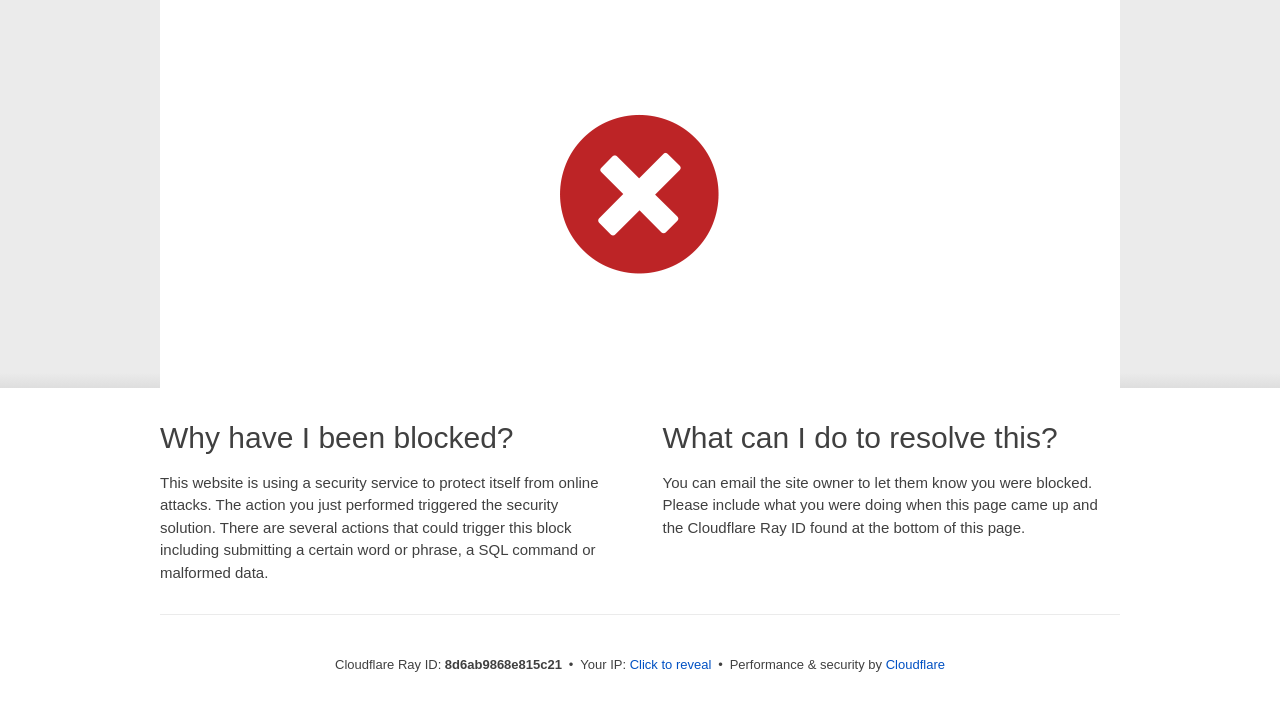 Why have I been blocked?
This website is using a security service to protect itself from online
attacks. The action you just performed triggered the security
solution. There are several actions that could trigger this block
including submitting a certain word or phrase, a SQL command or
malformed data.
What can I do to resolve this?
You can email the site owner to let them know you were blocked.
Please include what you were doing when this page came up and
the Cloudflare Ray ID found at the bottom of this page.
Cloudflare Ray ID: 8d6ab9868e815c21 • Your IP: Click to reveal • Performance & security by Cloudflare